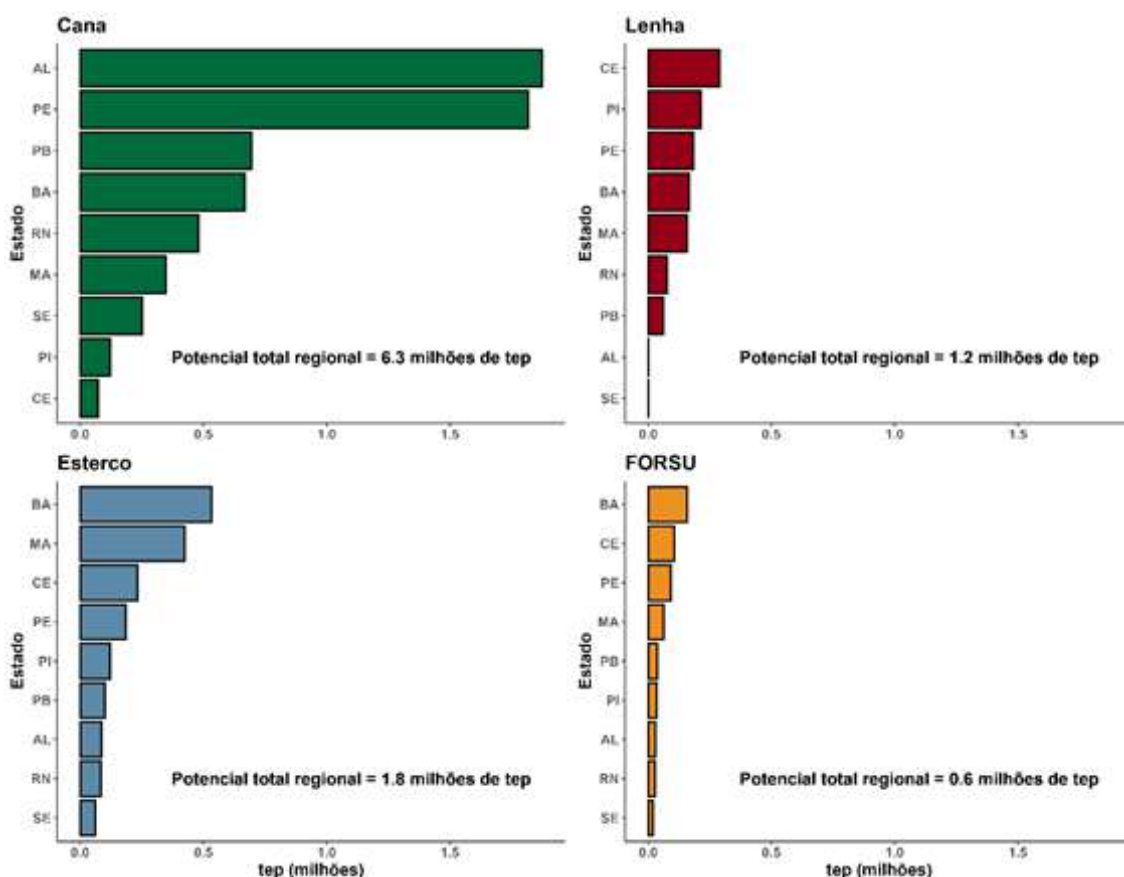 Cana
Estado
AL
PE
PB
BA
RN
MA
SE
PI
CE
Potencial total regional = 6.3 milhões de tep
0.0 0.5 1.0 1.5
Lenha
Estado
CE
PI
PE
BA
MA
RN
PB
AL
SE
Potencial total regional = 1.2 milhões de tep
0.0 0.5 1.0 1.5
Esterco
Estado
BA
MA
CE
PE
PI
PB
AL
RN
SE
Potencial total regional = 1.8 milhões de tep
0.0 0.5 1.0 1.5
tep (milhões)
FORSU
Estado
BA
CE
PE
MA
PB
PI
AL
RN
SE
Potencial total regional = 0.6 milhões de tep
0.0 0.5 1.0 1.5
tep (milhões)